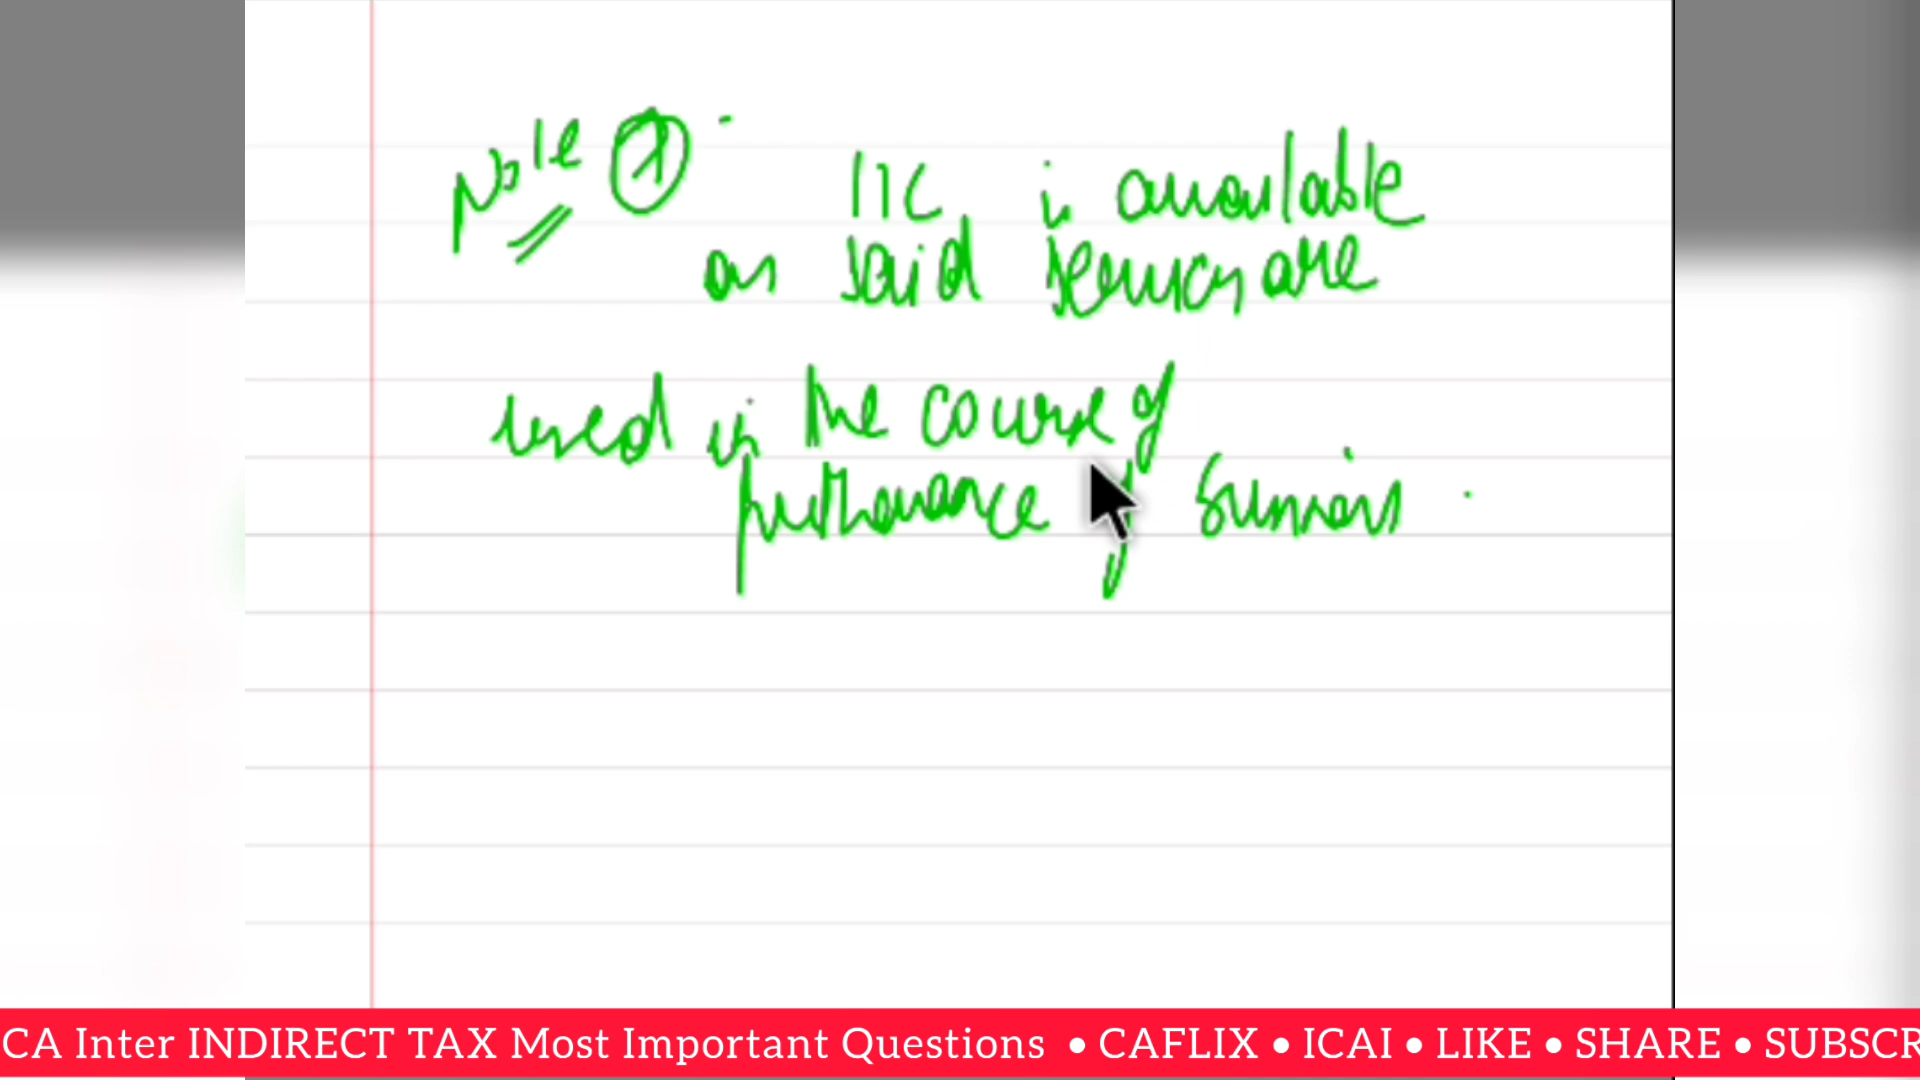 Note 1
ITC is available
on said services are
used in the course of
furtherance of business.
CA Inter INDIRECT TAX Most Important Questions • CAFLIX • ICAI • LIKE • SHARE • SUBSCR